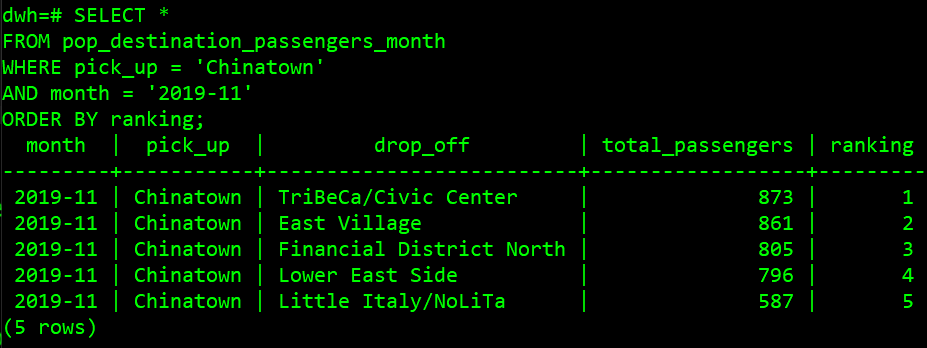 dwh=# SELECT *
FROM pop_destination_passengers_month
WHERE pick_up = 'Chinatown'
AND month = '2019-11'
ORDER BY ranking;
  month  |  pick_up  |         drop_off         | total_passengers | ranking
---------+-----------+--------------------------+------------------+---------
 2019-11 | Chinatown | TriBeCa/Civic Center     |              873 |       1
 2019-11 | Chinatown | East Village             |              861 |       2
 2019-11 | Chinatown | Financial District North |              805 |       3
 2019-11 | Chinatown | Lower East Side          |              796 |       4
 2019-11 | Chinatown | Little Italy/NoLiTa      |              587 |       5
(5 rows)